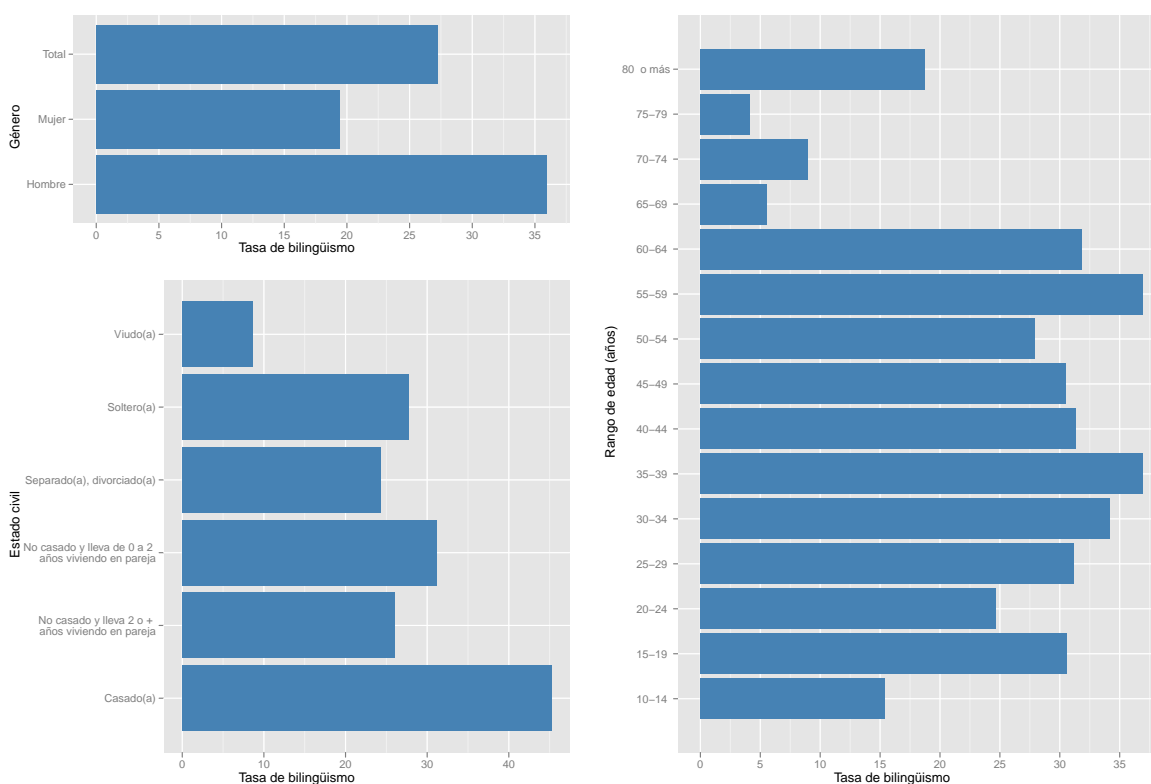 Género
Total
Mujer
Hombre
0 5 10 15 20 25 30 35
Tasa de bilingüismo
Estado civil
Viudo(a)
Soltero(a)
Separado(a), divorciado(a)
No casado y lleva de 0 a 2
años viviendo en pareja
No casado y lleva 2 o +
años viviendo en pareja
Casado(a)
0 10 20 30 40
Tasa de bilingüismo
Rango de edad (años)
80 o más
75−79
70−74
65−69
60−64
55−59
50−54
45−49
40−44
35−39
30−34
25−29
20−24
15−19
10−14
0 5 10 15 20 25 30 35
Tasa de bilingüismo